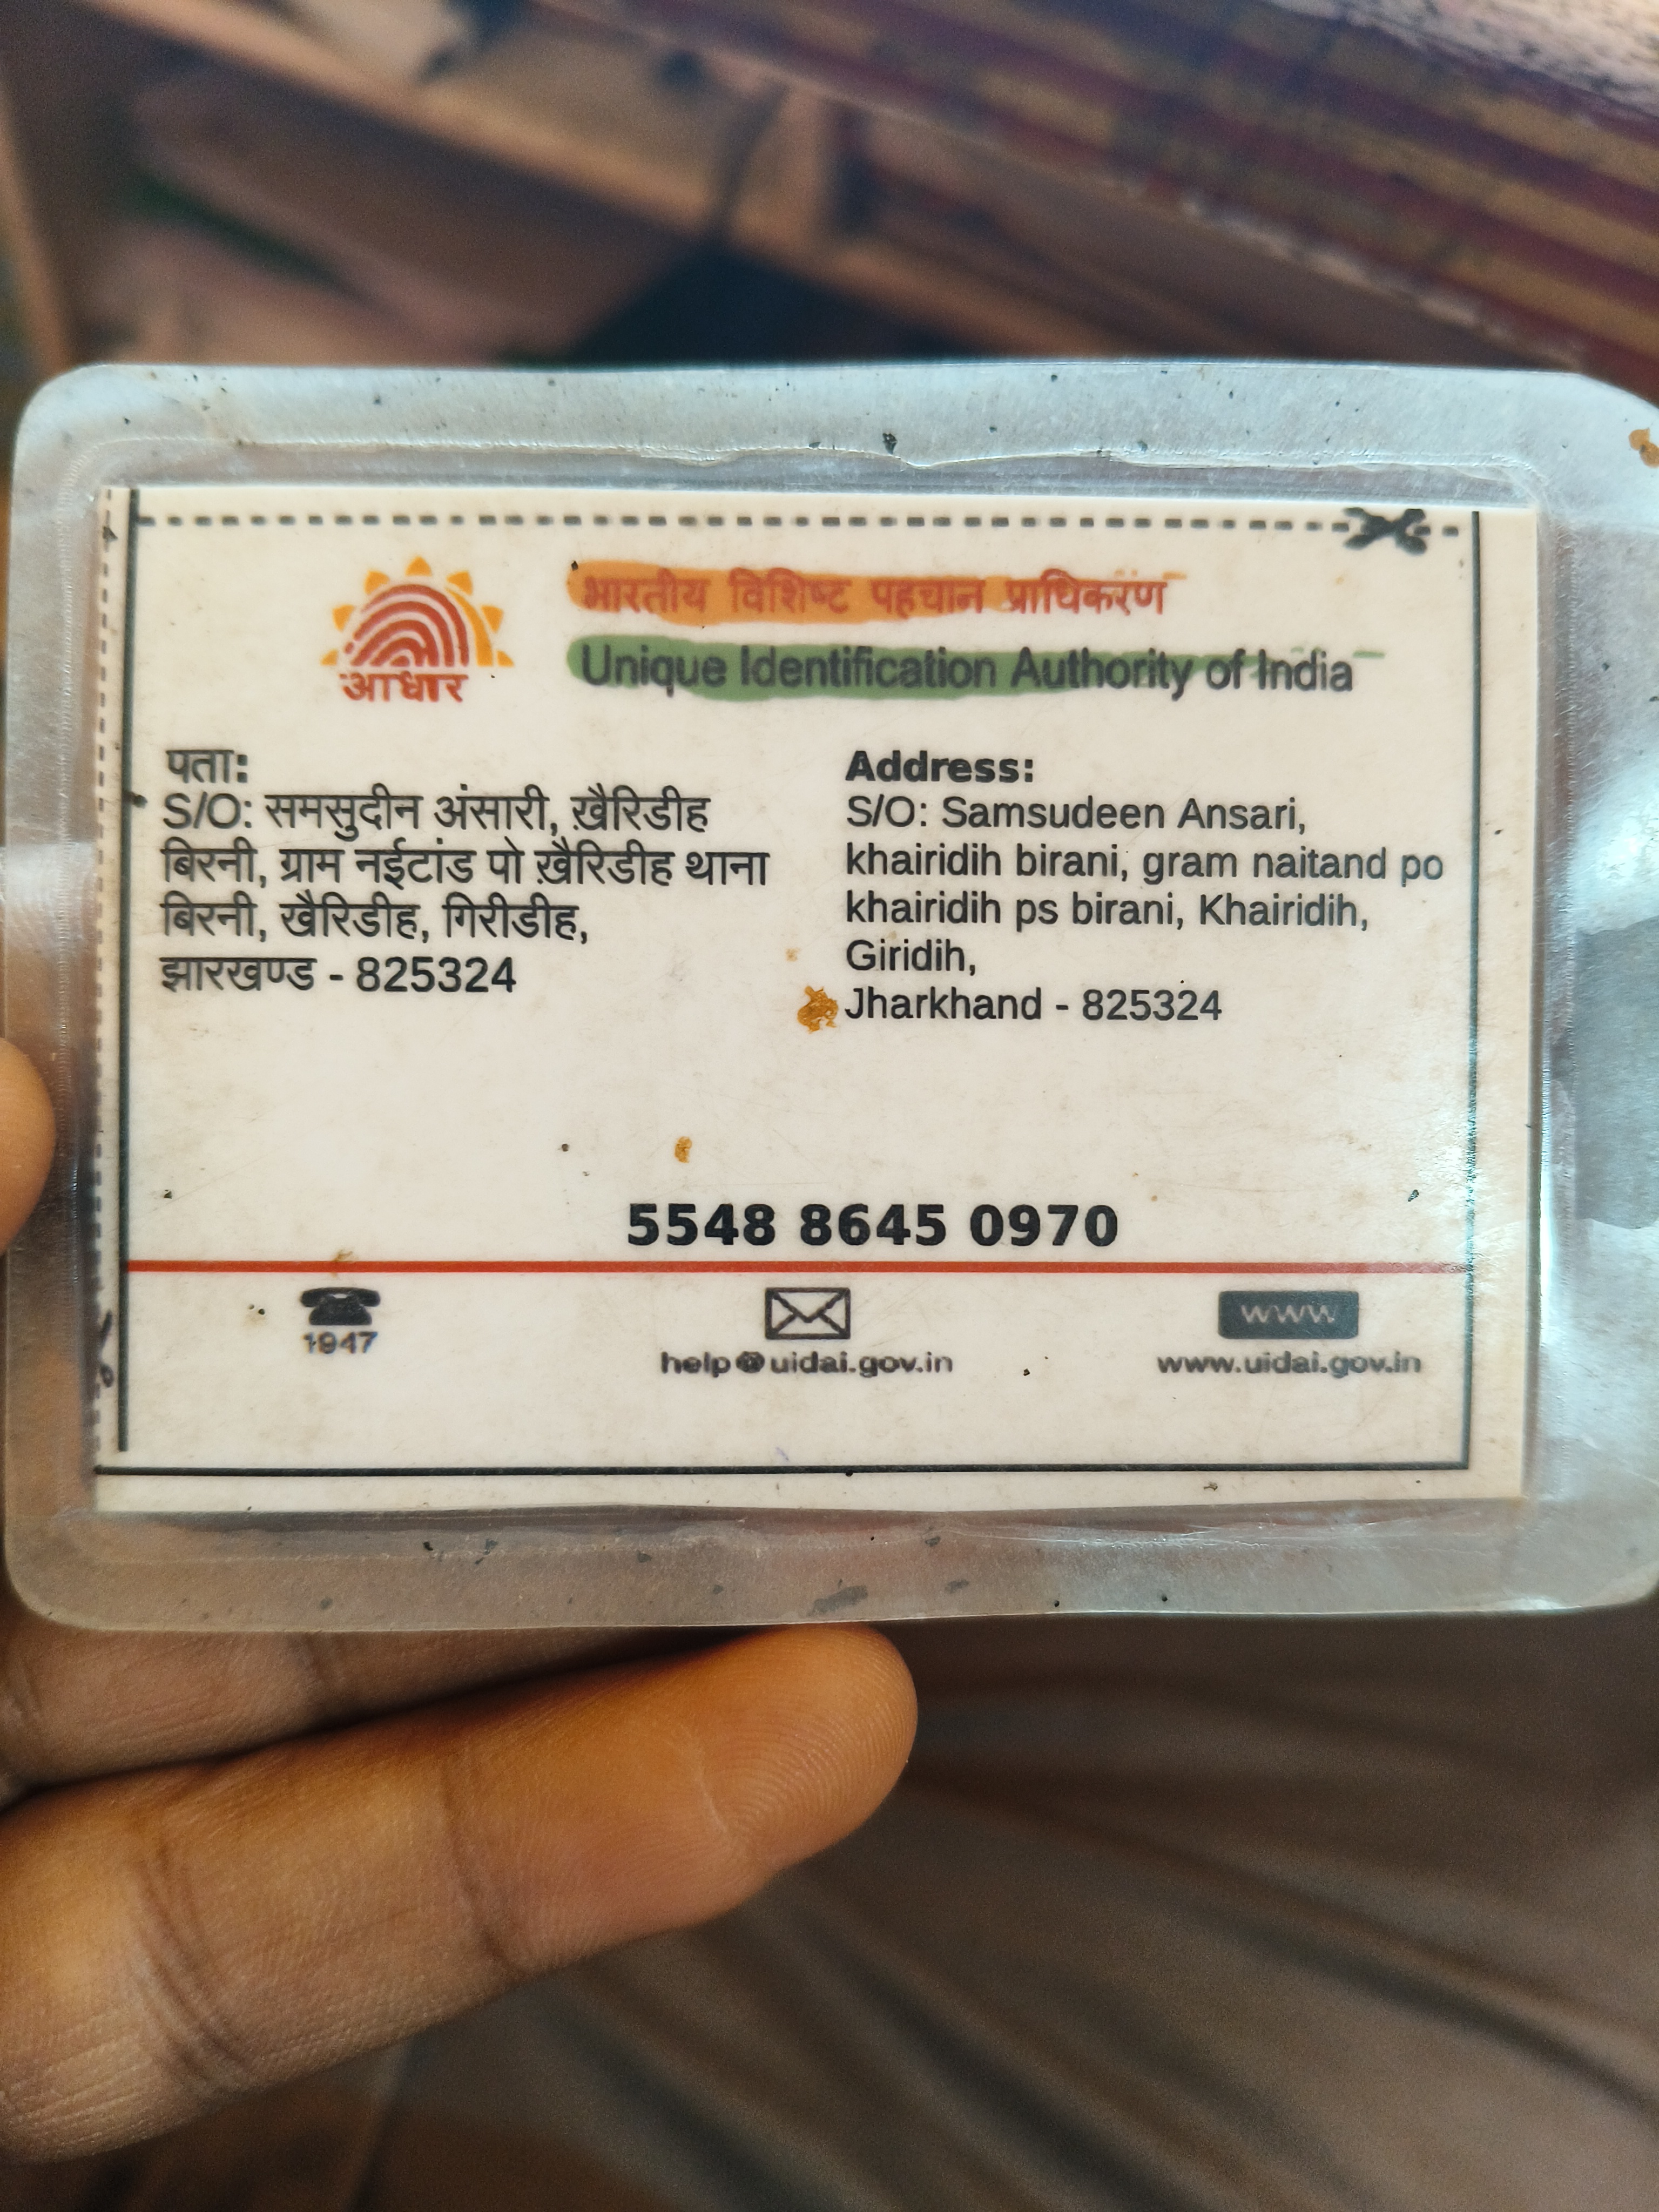 भारतीय विशिष्ट पहचान प्राधिकरण
Unique Identification Authority of India
आधार
पता:
S/O: समसुदीन अंसारी, ख़ैरिडीह
बिरनी, ग्राम नईटांड पो ख़ैरिडीह थाना
बिरनी, खैरिडीह, गिरीडीह,
झारखण्ड - 825324
Address:
S/O: Samsudeen Ansari,
khairidih birani, gram naitand po
khairidih ps birani, Khairidih,
Giridih,
Jharkhand - 825324
5548 8645 0970
1947
help@uidai.gov.in
www
www.uidai.gov.in